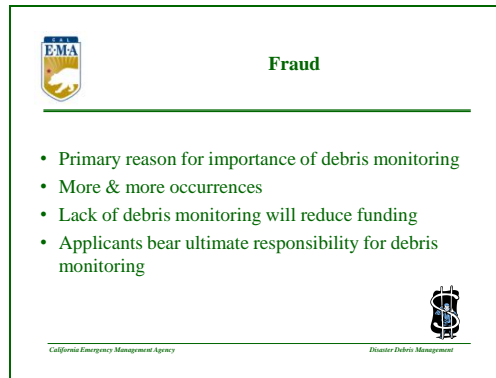 CAL
E·M·A
Fraud
• Primary reason for importance of debris monitoring
• More & more occurrences
• Lack of debris monitoring will reduce funding
• Applicants bear ultimate responsibility for debris
monitoring
$
California Emergency Management Agency Disaster Debris Management